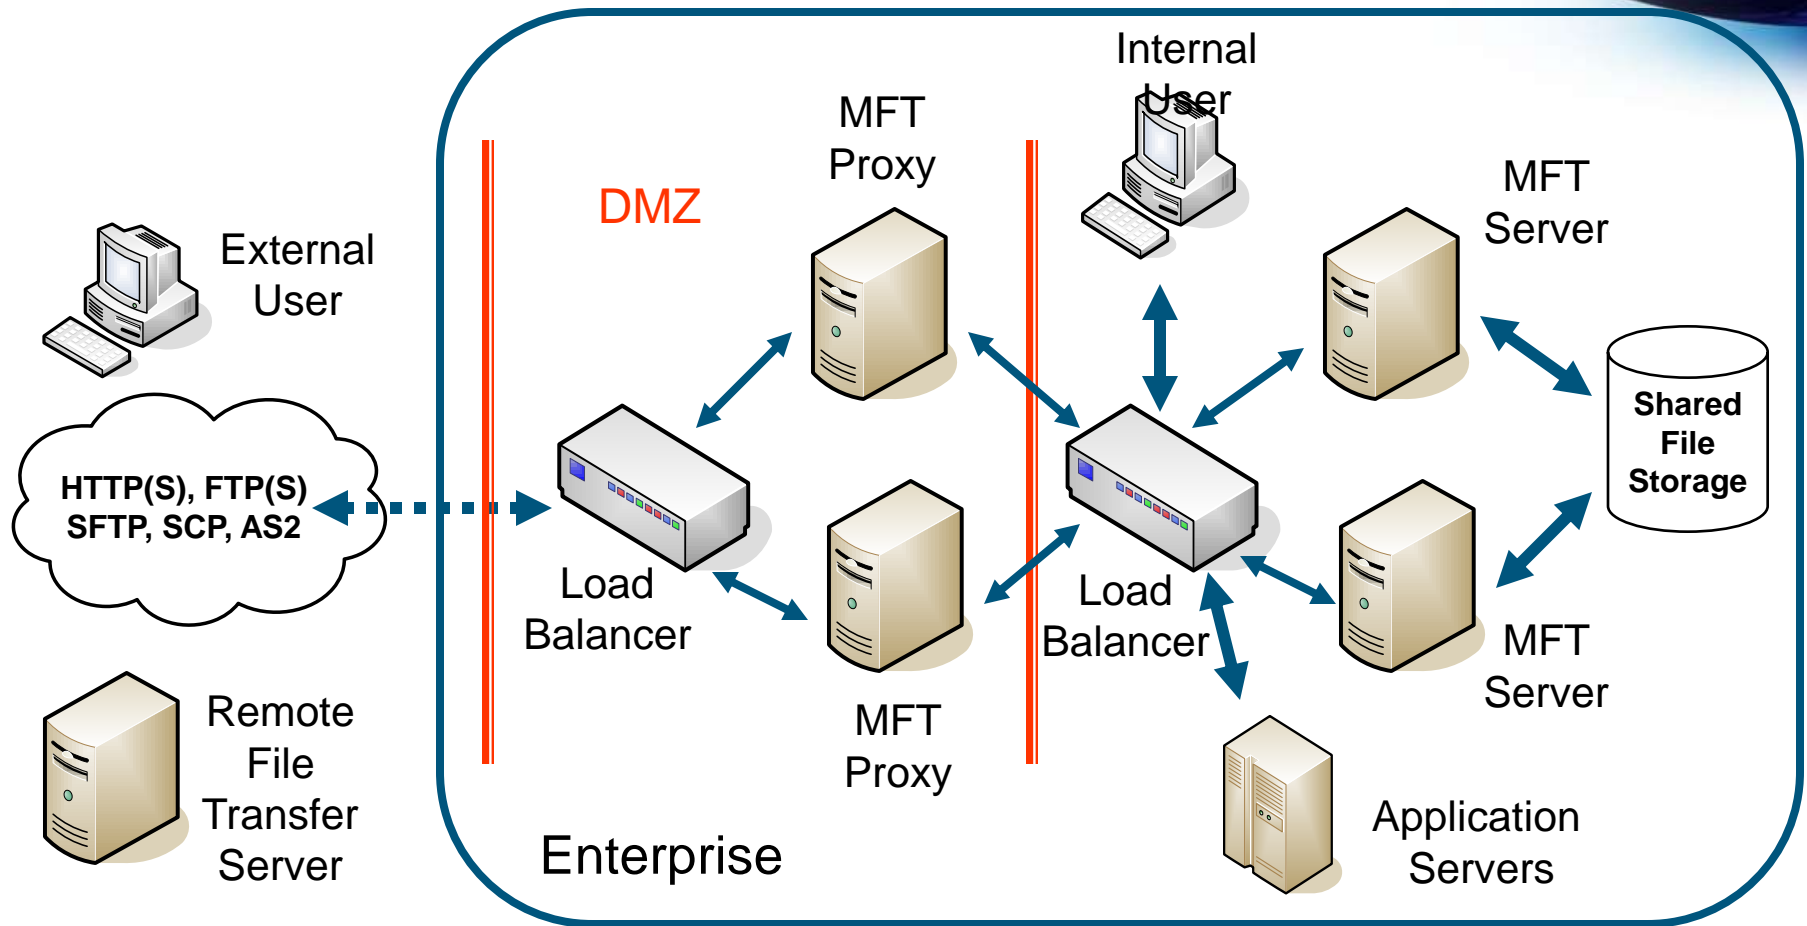 Internal
User
MFT
Proxy
MFT
Server
DMZ
External
User
HTTP(S), FTP(S)
SFTP, SCP, AS2
Shared
File
Storage
Load
Balancer
Load
Balancer
MFT
Server
Remote
File
Transfer
Server
MFT
Proxy
Application
Servers
Enterprise